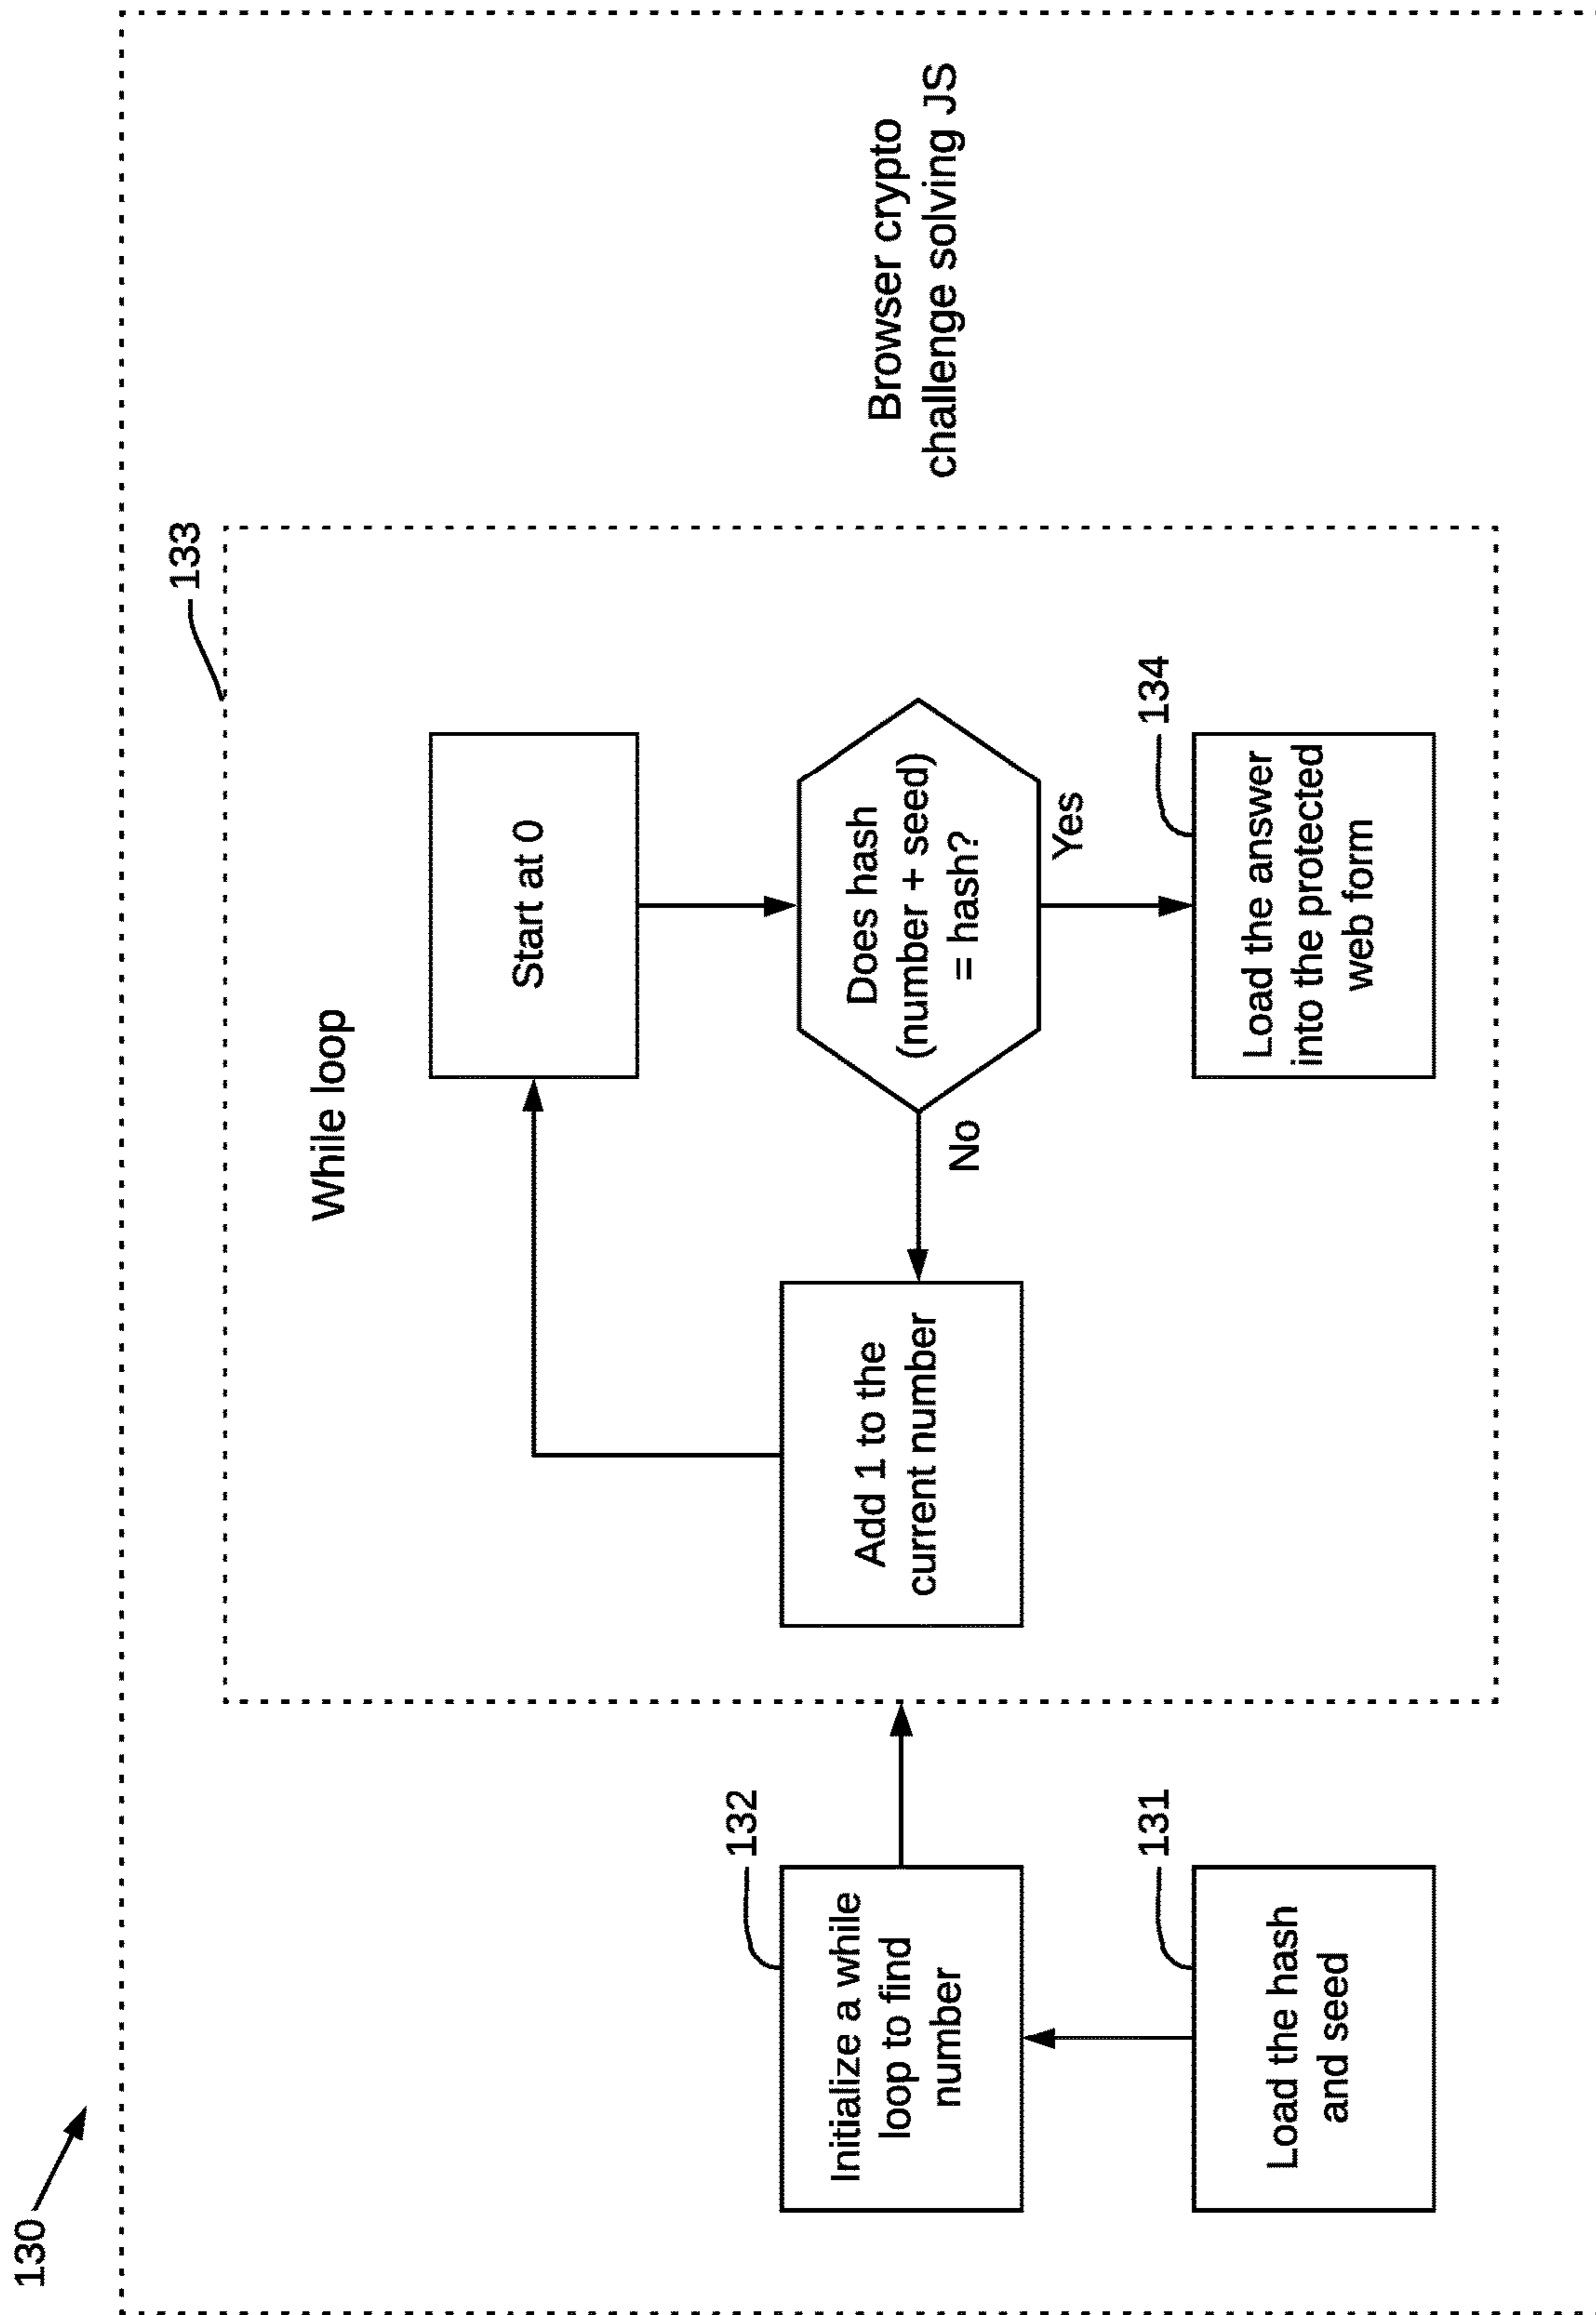 130
133
While loop
Start at 0
Does hash
(number + seed)
= hash?
No
Yes
Add 1 to the
current number
134
Load the answer
into the protected
web form
132
Initialize a while
loop to find
number
131
Load the hash
and seed
Browser crypto
challenge solving JS